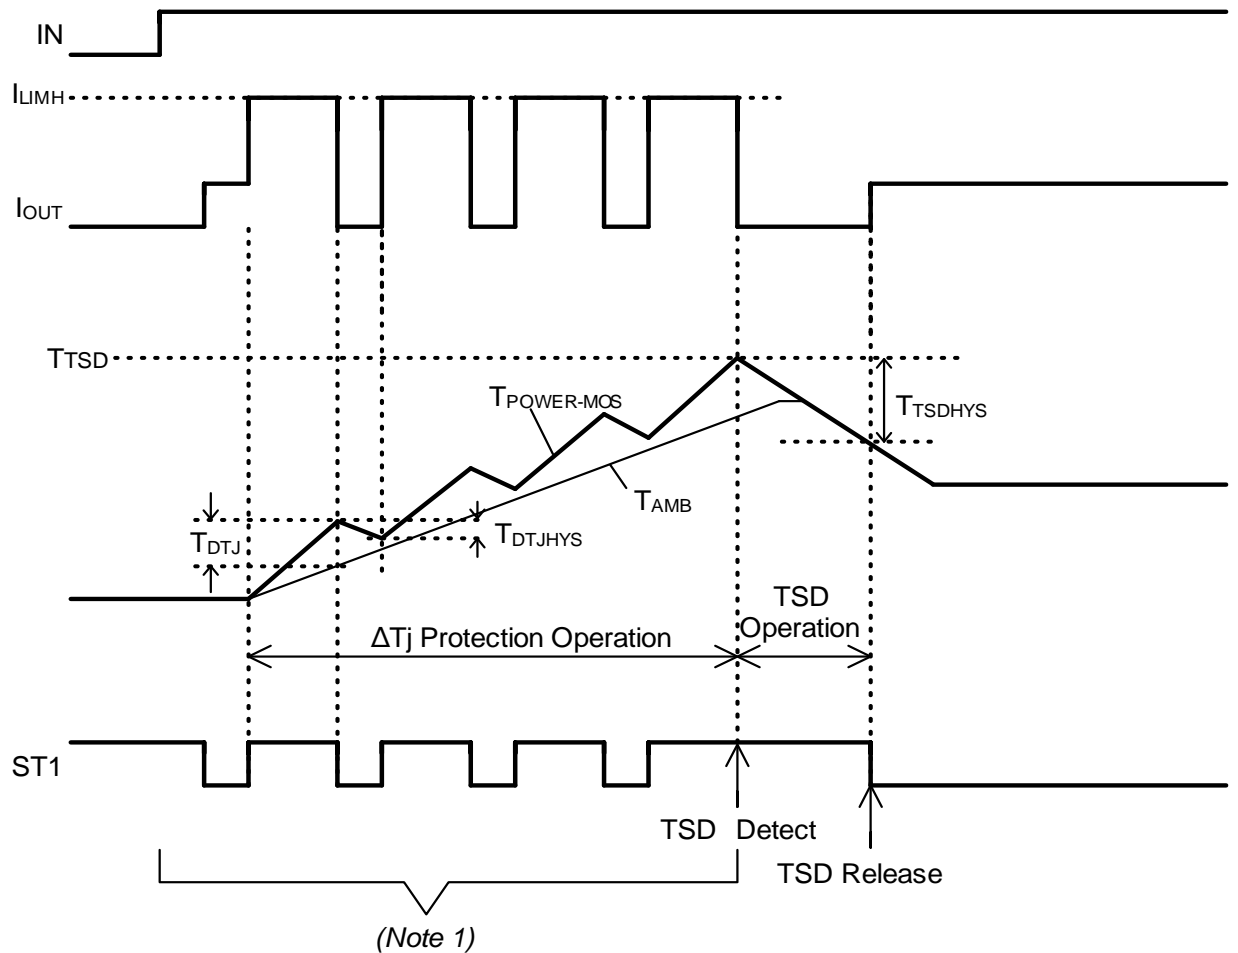 IN
ILIMH
IOUT
TTSD
TPOWER-MOS
TTSDHYS
TAMB
TDTJ
TDTJHYS
TSD
Operation
ΔTj Protection Operation
ST1
TSD Detect
TSD Release
(Note 1)